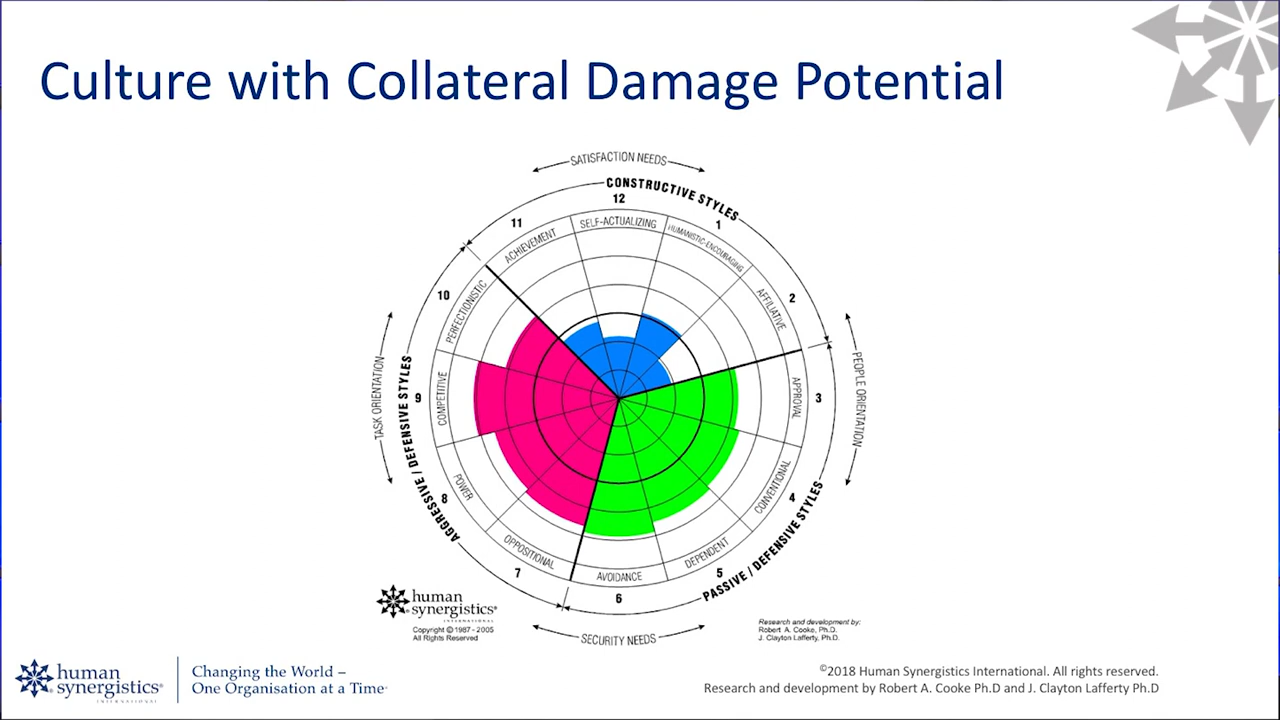 Culture with Collateral Damage Potential
SATISFACTION NEEDS
CONSTRUCTIVE STYLES
12
11
1
SELF-ACTUALIZING
ACHIEVEMENT
HUMANISTIC-ENCOURAGING
10
2
PERFECTIONISTIC
AFFILIATIVE
TASK ORIENTATION
AGGRESSIVE / DEFENSIVE STYLES
9
COMPETITIVE
APPROVAL
3
PEOPLE ORIENTATION
8
POWER
CONVENTIONAL
4
PASSIVE / DEFENSIVE STYLES
OPPOSITIONAL
DEPENDENT
7
AVOIDANCE
5
6
SECURITY NEEDS
human
synergistics®
INTERNATIONAL
Copyright © 1987 - 2005
All Rights Reserved
Research and development by:
Robert A. Cooke, Ph.D.
J. Clayton Lafferty, Ph.D.
human
synergistics®
INTERNATIONAL
Changing the World –
One Organisation at a Time
©2018 Human Synergistics International. All rights reserved.
Research and development by Robert A. Cooke Ph.D and J. Clayton Lafferty Ph.D